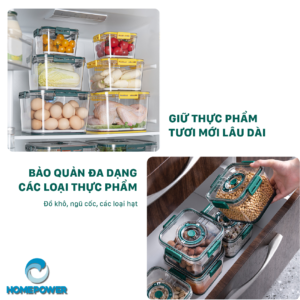 GIỮ THỰC PHẨM
TƯƠI MỚI LÂU DÀI
BẢO QUẢN ĐA DẠNG
CÁC LOẠI THỰC PHẨM
Đồ khô, ngũ cốc, các loại hạt
HOMEPOWER